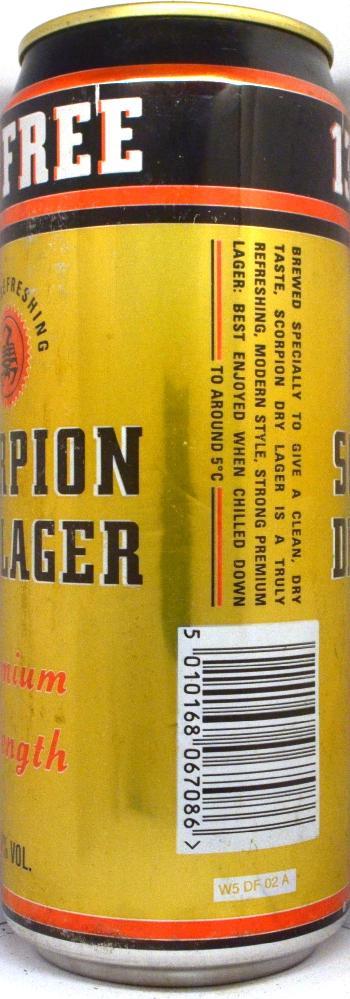 FREE
13
REFRESHING
RPION
LAGER
mium
ength
% VOL.
BREWED SPECIALLY TO GIVE A CLEAN, DRY
TASTE, SCORPION DRY LAGER IS A TRULY
REFRESHING, MODERN STYLE, STRONG PREMIUM
LAGER: BEST ENJOYED WHEN CHILLED DOWN
TO AROUND 5°C
5 010168 067086 >
W5 DF 02 A
S
D